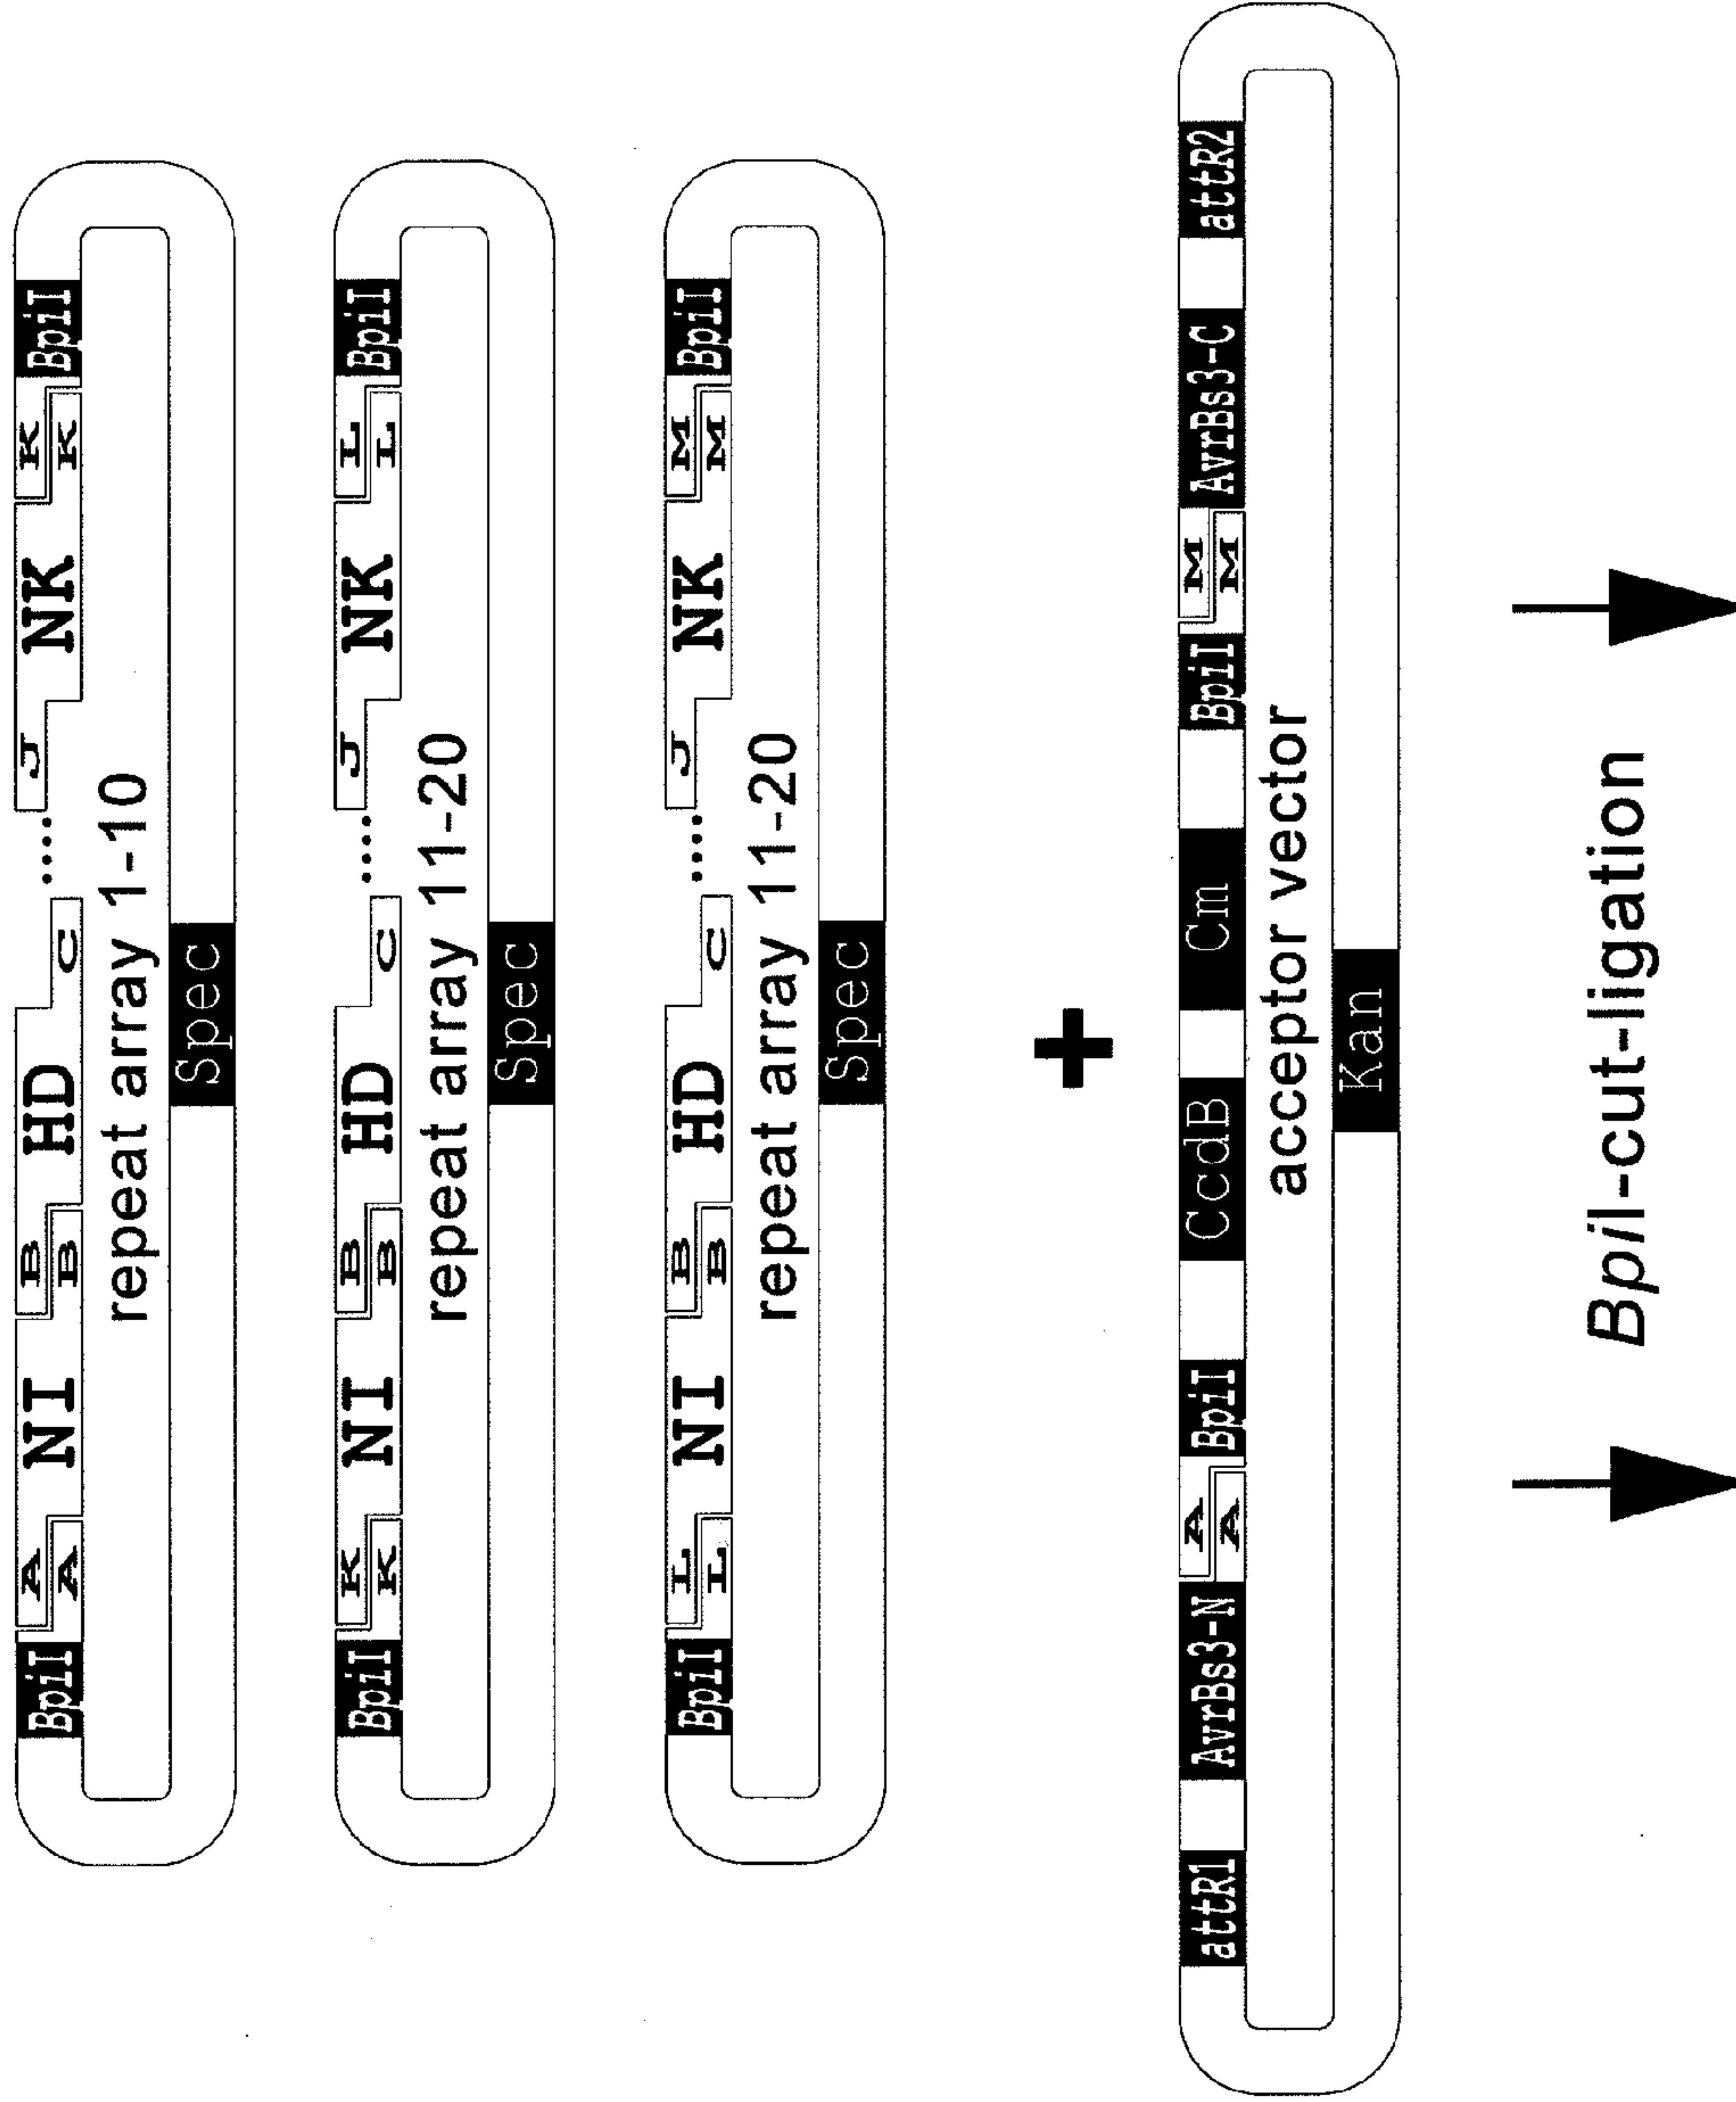 BpiI A A NI B B HD C .... J NK K K BpiI
repeat array 1-10
Spec
BpiI K K NI B B HD C .... J NK L L BpiI
repeat array 11-20
Spec
BpiI L L NI B B HD C .... J NK M M BpiI
repeat array 11-20
Spec
+
attR1 AvrBs3-N A A BpiI CcdB Cm BpiI M M AvrBs3-C attR2
acceptor vector
Kan
BpiI-cut-ligation